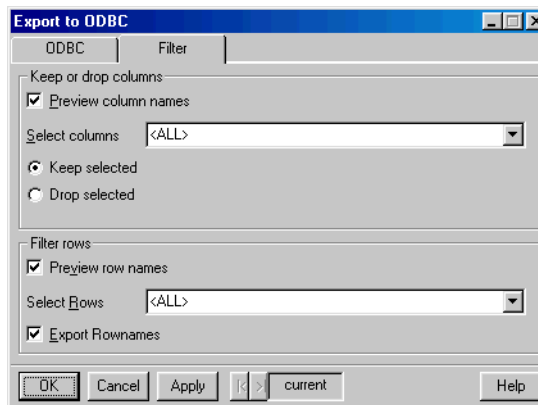 Export to ODBC
ODBC Filter
Keep or drop columns
Preview column names
Select columns <ALL>
Keep selected
Drop selected
Filter rows
Preview row names
Select Rows <ALL>
Export Rownames
OK Cancel Apply current Help